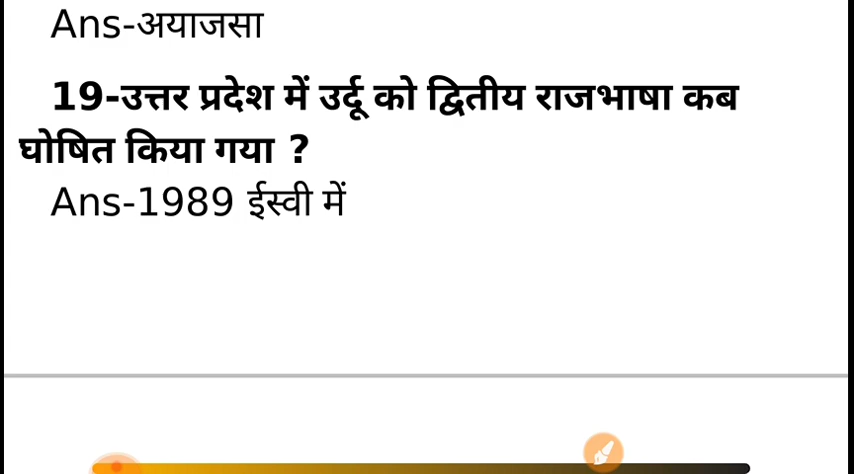 Ans-अयाजसा
19-उत्तर प्रदेश में उर्दू को द्वितीय राजभाषा कब
घोषित किया गया ?
Ans-1989 ईस्वी में